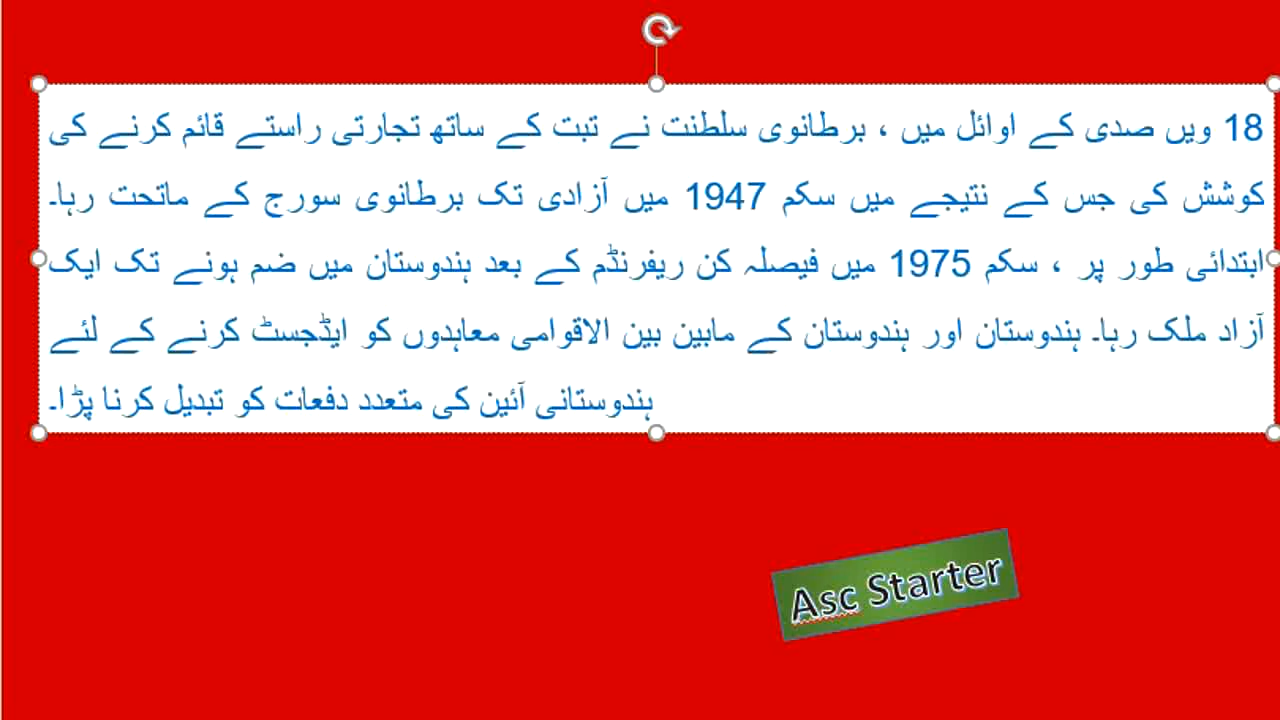 18 ویں صدی کے اوائل میں ، برطانوی سلطنت نے تبت کے ساتھ تجارتی راستے قائم کرنے کی
کوشش کی جس کے نتیجے میں سکم 1947 میں آزادی تک برطانوی سورج کے ماتحت رہا۔
ابتدائی طور پر ، سکم 1975 میں فیصلہ کن ریفرنڈم کے بعد ہندوستان میں ضم ہونے تک ایک
آزاد ملک رہا۔ ہندوستان اور ہندوستان کے مابین بین الاقوامی معاہدوں کو ایڈجسٹ کرنے کے لئے
ہندوستانی آئین کی متعدد دفعات کو تبدیل کرنا پڑا۔
Asc Starter